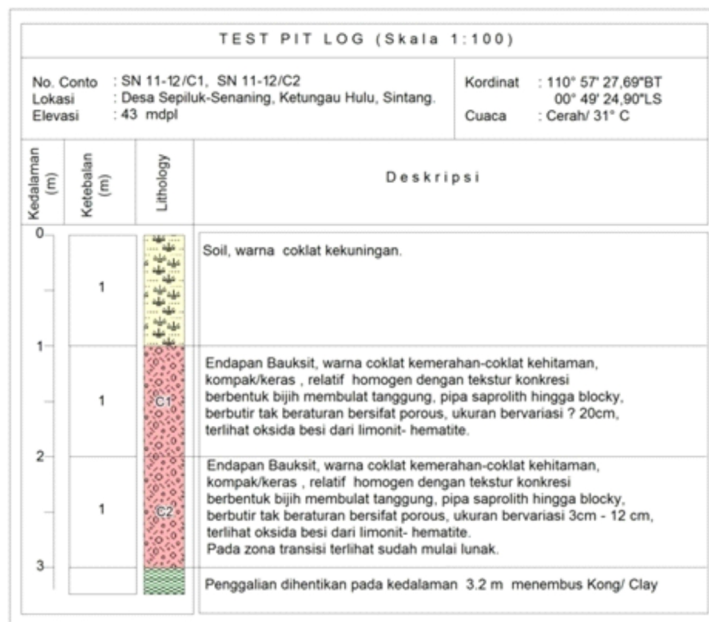 TEST PIT LOG (Skala 1:100)
No. Conto : SN 11-12/C1, SN 11-12/C2
Lokasi : Desa Sepiluk-Senaning, Ketungau Hulu, Sintang.
Elevasi : 43 mdpl
Kordinat : 110° 57' 27,69"BT
00° 49' 24,90"LS
Cuaca : Cerah/ 31° C
Kedalaman
(m)
Ketebalan
(m)
Lithology
Deskripsi
0
1
Soil, warna coklat kekuningan.
1
1
C1
Endapan Bauksit, warna coklat kemerahan-coklat kehitaman,
kompak/keras , relatif homogen dengan tekstur konkresi
berbentuk bijih membulat tanggung, pipa saprolith hingga blocky,
berbutir tak beraturan bersifat porous, ukuran bervariasi ? 20cm,
terlihat oksida besi dari limonit- hematite.
2
1
C2
Endapan Bauksit, warna coklat kemerahan-coklat kehitaman,
kompak/keras , relatif homogen dengan tekstur konkresi
berbentuk bijih membulat tanggung, pipa saprolith hingga blocky,
berbutir tak beraturan bersifat porous, ukuran bervariasi 3cm - 12 cm,
terlihat oksida besi dari limonit- hematite.
Pada zona transisi terlihat sudah mulai lunak.
3
Penggalian dihentikan pada kedalaman 3.2 m menembus Kong/ Clay